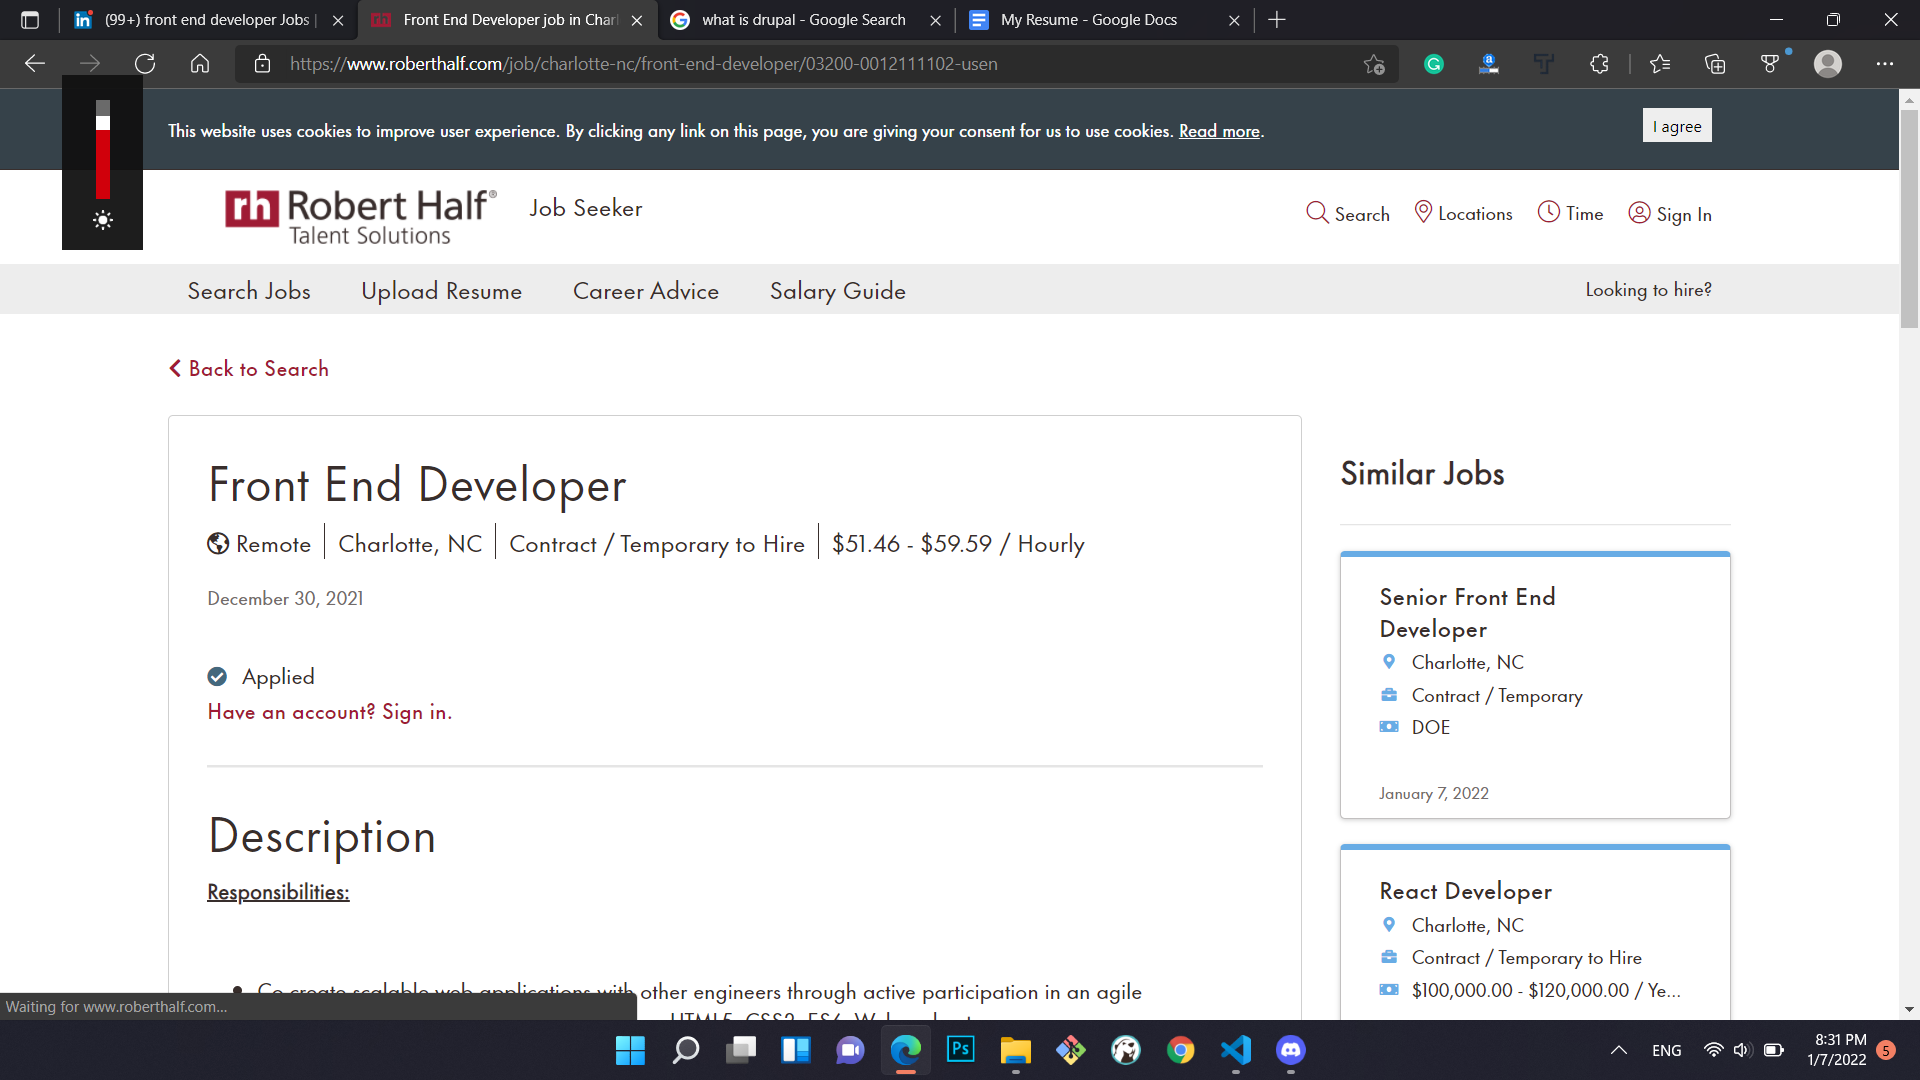 (99+) front end developer Jobs |
Front End Developer job in Charl
what is drupal - Google Search
My Resume - Google Docs
https://www.roberthalf.com/job/charlotte-nc/front-end-developer/03200-0012111102-usen
This website uses cookies to improve user experience. By clicking any link on this page, you are giving your consent for us to use cookies. Read more.
I agree
rh Robert Half®
Talent Solutions
Job Seeker
Search
Locations
Time
Sign In
Search Jobs
Upload Resume
Career Advice
Salary Guide
Looking to hire?
Back to Search
Front End Developer
Remote
Charlotte, NC
Contract / Temporary to Hire
$51.46 - $59.59 / Hourly
December 30, 2021
Applied
Have an account? Sign in.
Description
Responsibilities:
Co create scalable web applications with other engineers through active participation in an agile
Similar Jobs
Senior Front End
Developer
Charlotte, NC
Contract / Temporary
DOE
January 7, 2022
React Developer
Charlotte, NC
Contract / Temporary to Hire
$100,000.00 - $120,000.00 / Ye...
Waiting for www.roberthalf.com...
Ps
ENG
8:31 PM
1/7/2022
5